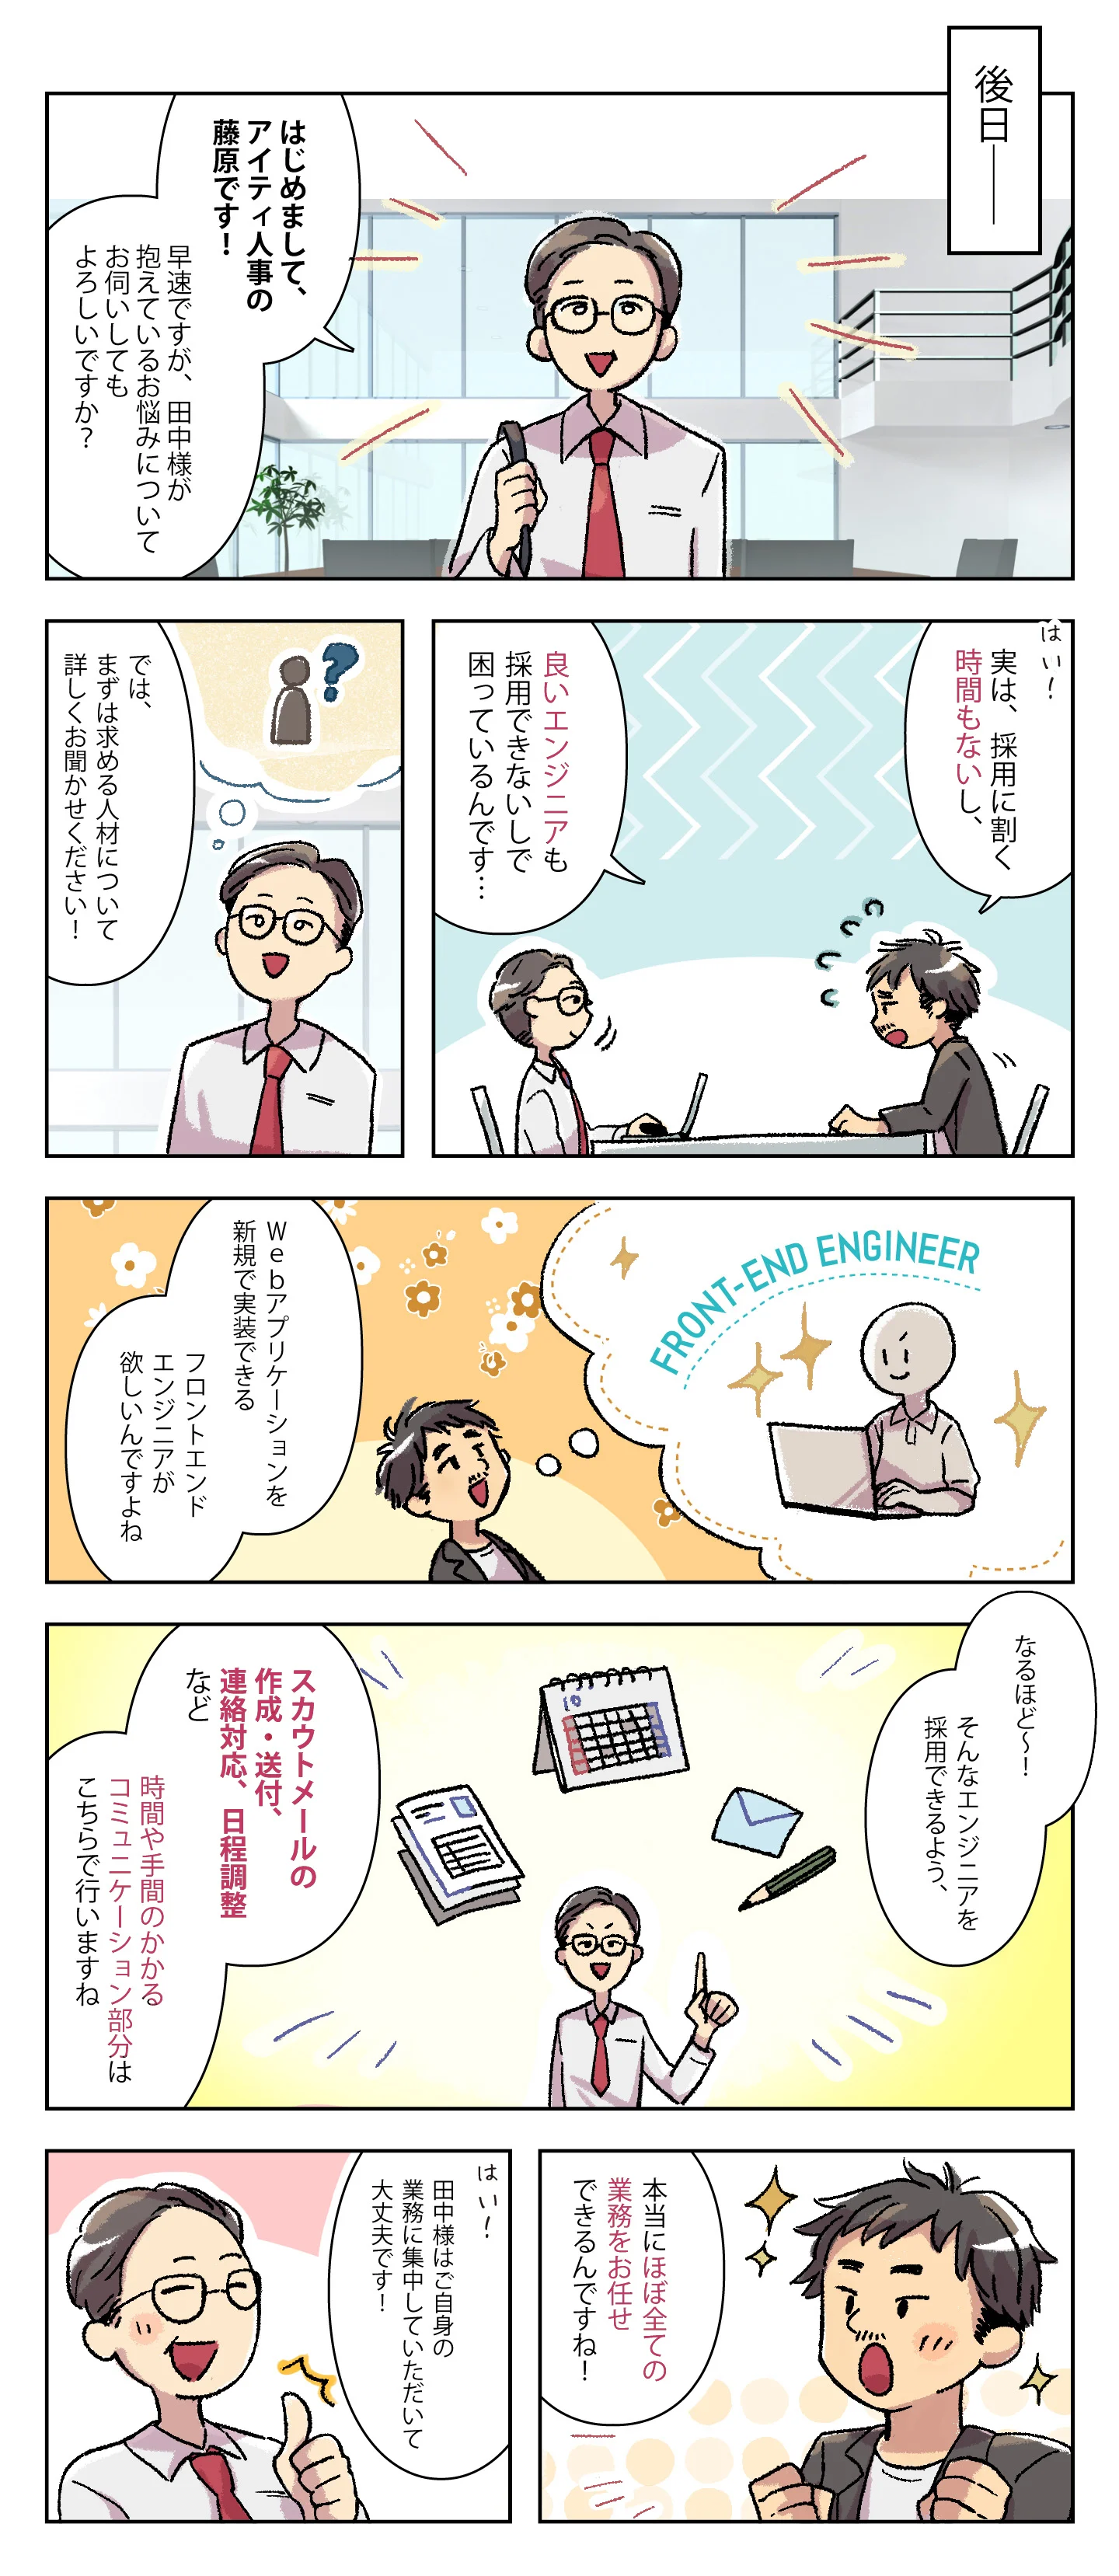 後日――
はじめまして、
アイティ人事の
藤原です！
早速ですが、田中様が
抱えているお悩みについて
お伺いしても
よろしいですか？
はい！
実は、採用に割く
時間もないし、
良いエンジニアも
採用できないしで
困っているんです…
では、
まずは求める人材について
詳しくお聞かせください！
FRONT-END ENGINEER
Webアプリケーションを
新規で実装できる
フロントエンド
エンジニアが
欲しいんですよね
なるほど～！
そんなエンジニアを
採用できるよう、
10
スカウトメールの
作成・送付、
連絡対応、日程調整
など
時間や手間のかかる
コミュニケーション部分は
こちらで行いますね
本当にほぼ全ての
業務をお任せ
できるんですね！
はい！
田中様はご自身の
業務に集中していただいて
大丈夫です！